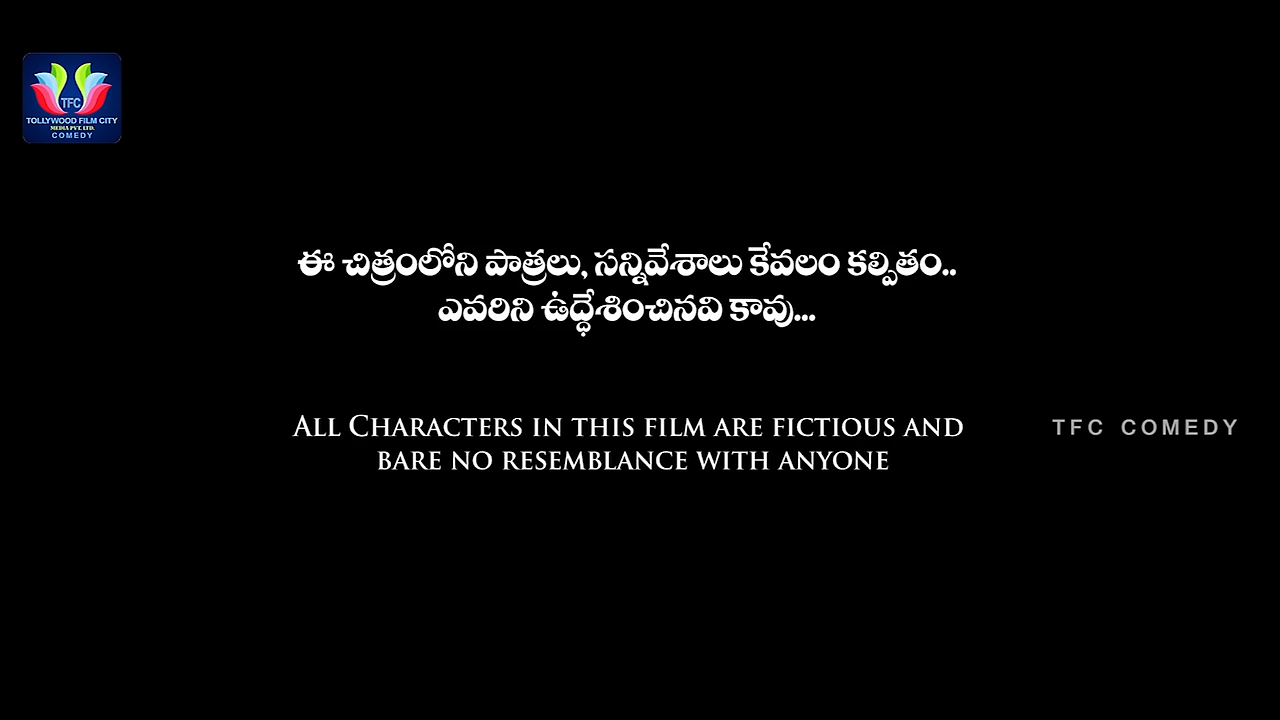 TFC
TOLLYWOOD FILM CITY
MEDIA PVT. LTD.
COMEDY
ఈ చిత్రంలోని పాత్రలు, సన్నివేశాలు కేవలం కల్పితం..
ఎవరిని ఉద్ధేశించినవి కావు...
ALL CHARACTERS IN THIS FILM ARE FICTIOUS AND
BARE NO RESEMBLANCE WITH ANYONE
TFC COMEDY